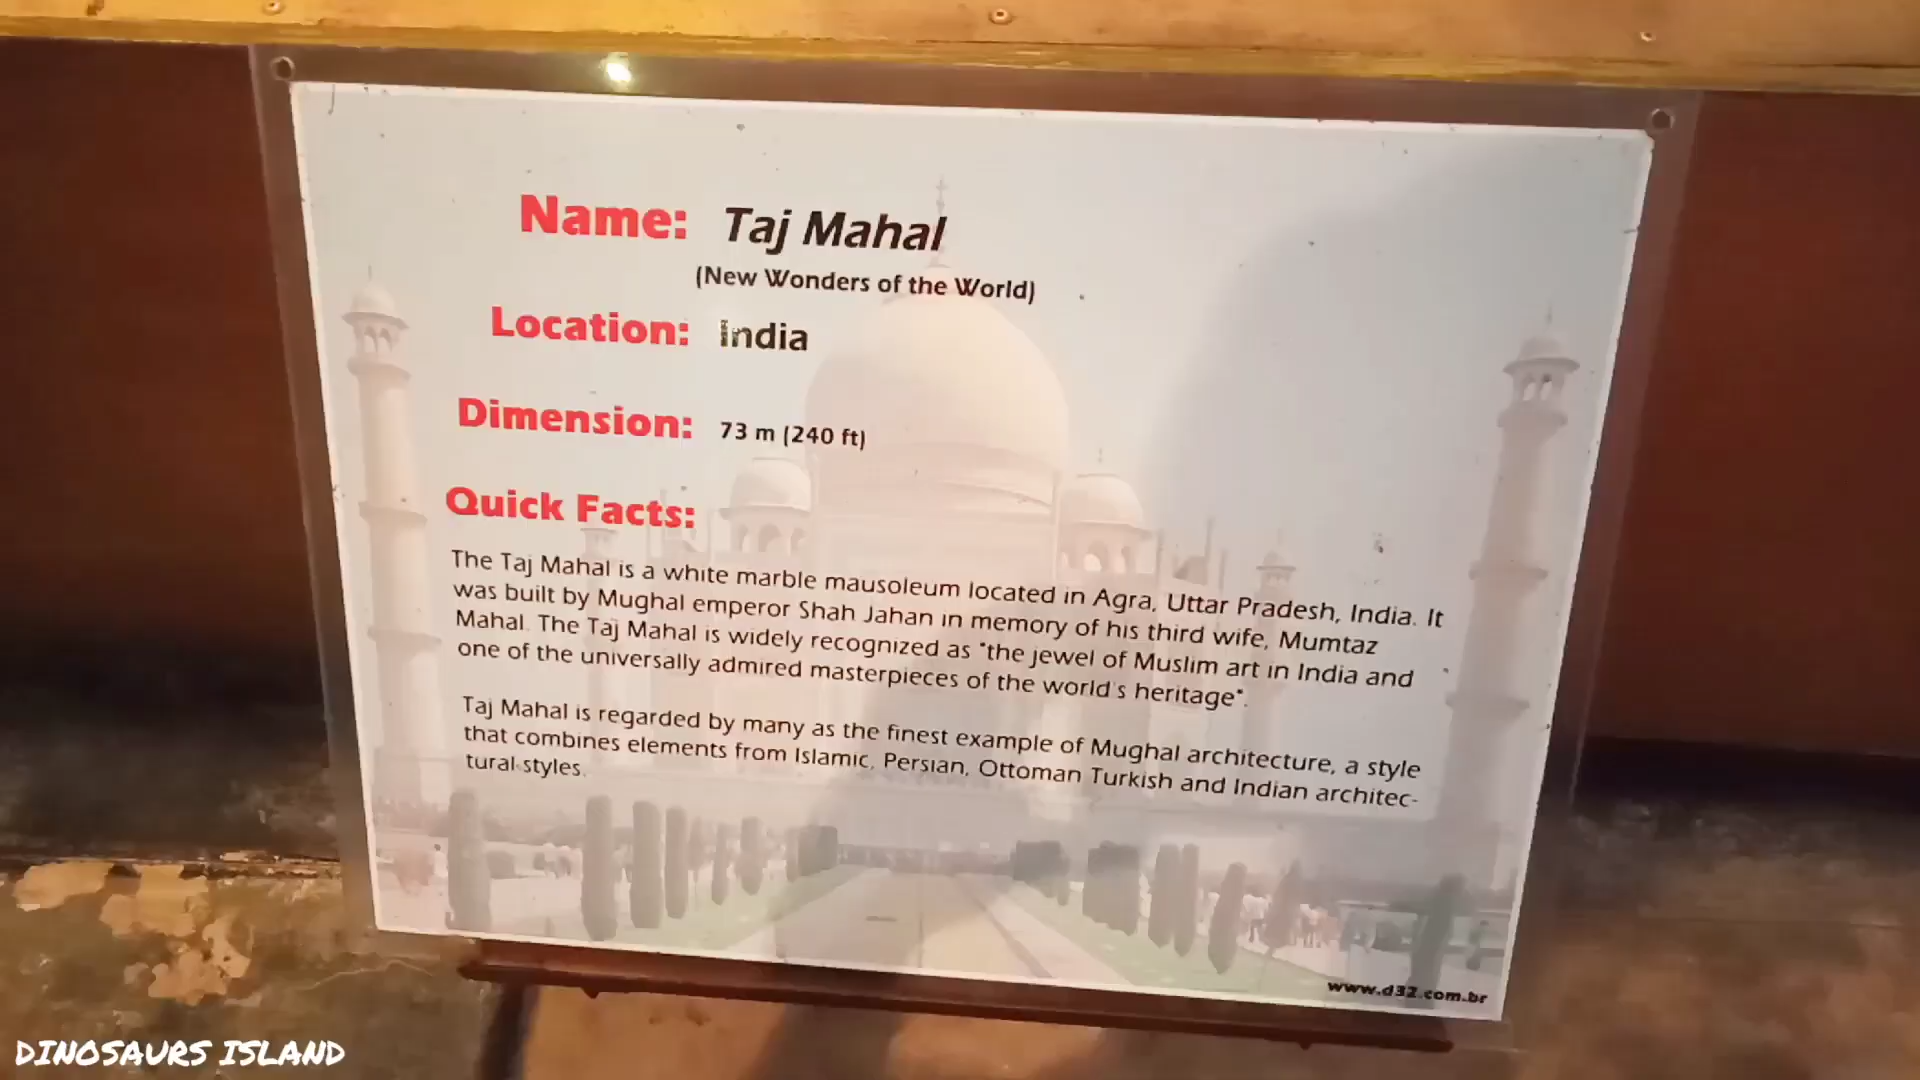 Name: Taj Mahal
(New Wonders of the World)
Location: India
Dimension: 73 m (240 ft)
Quick Facts:
The Taj Mahal is a white marble mausoleum located in Agra, Uttar Pradesh, India. It
was built by Mughal emperor Shah Jahan in memory of his third wife, Mumtaz
Mahal. The Taj Mahal is widely recognized as "the jewel of Muslim art in India and
one of the universally admired masterpieces of the world's heritage".
Taj Mahal is regarded by many as the finest example of Mughal architecture, a style
that combines elements from Islamic, Persian, Ottoman Turkish and Indian architec-
tural styles.
www.d32.com.br
DINOSAURS ISLAND